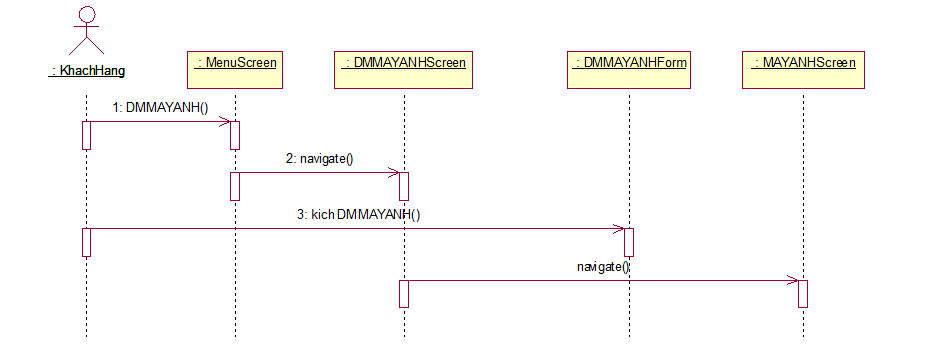 : KhachHang
: MenuScreen
: DMMAYANHScreen
: DMMAYANHForm
: MAYANHScreen
1: DMMAYANH()
2: navigate()
3: kich DMMAYANH()
navigate()